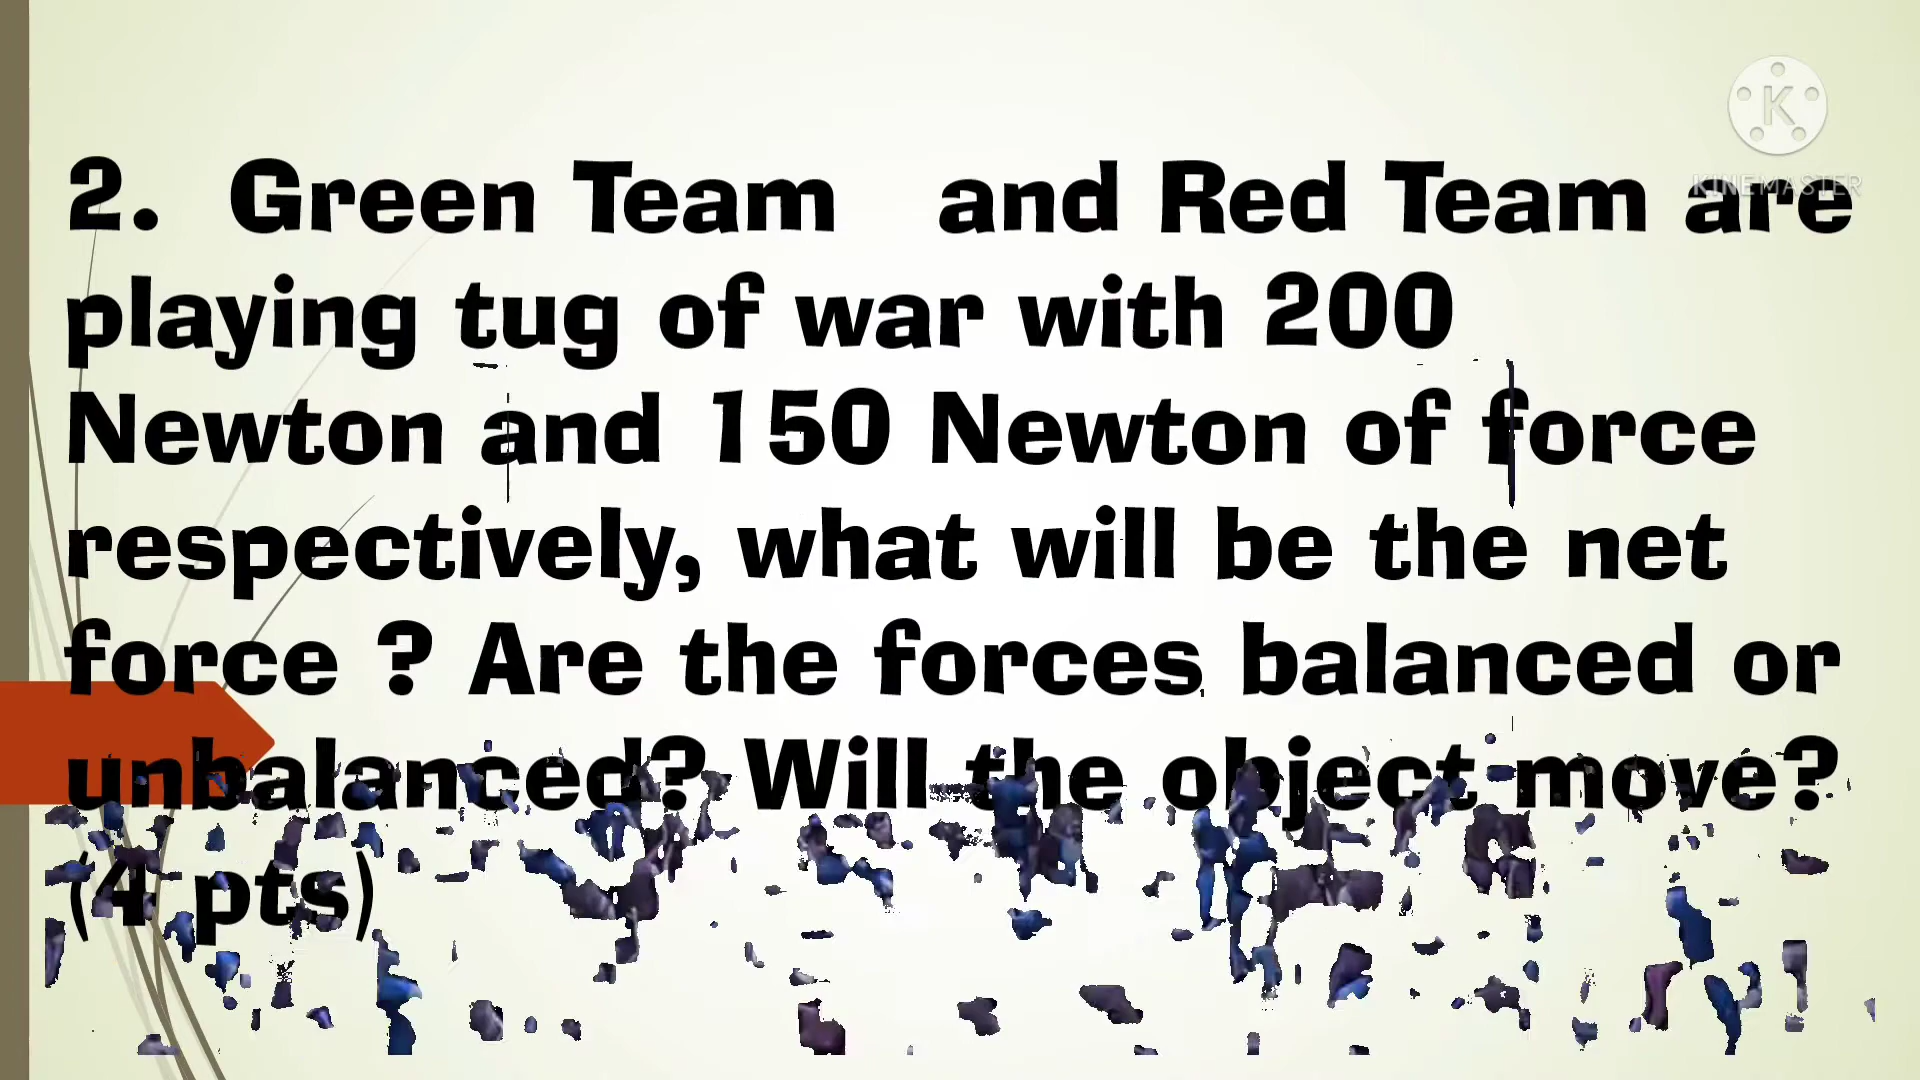 K
KINEMASTER
2. Green Team and Red Team are
playing tug of war with 200
Newton and 150 Newton of force
respectively, what will be the net
force ? Are the forces balanced or
unbalanced? Will the object move?
(4 pts)